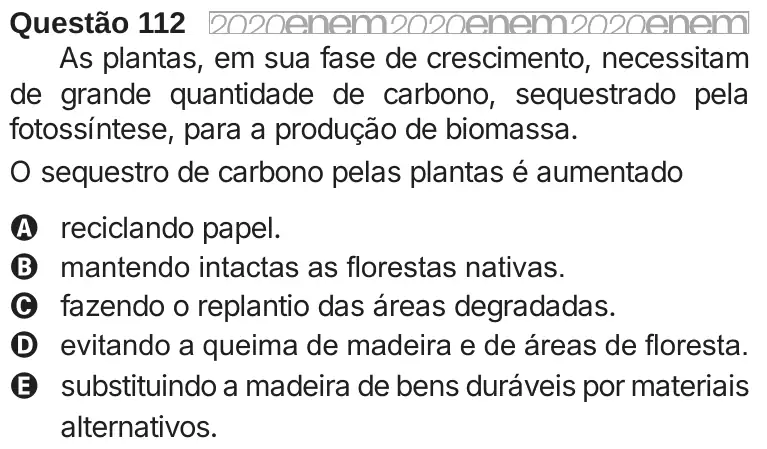 Questão 112 2020enem2020enem2020enem
As plantas, em sua fase de crescimento, necessitam
de grande quantidade de carbono, sequestrado pela
fotossíntese, para a produção de biomassa.
O sequestro de carbono pelas plantas é aumentado
A reciclando papel.
B mantendo intactas as florestas nativas.
C fazendo o replantio das áreas degradadas.
D evitando a queima de madeira e de áreas de floresta.
E substituindo a madeira de bens duráveis por materiais
alternativos.